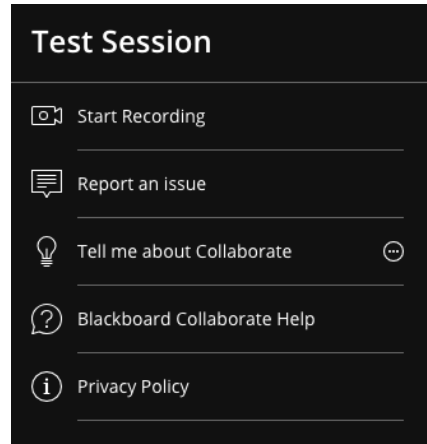 Test Session
Start Recording
Report an issue
Tell me about Collaborate
Blackboard Collaborate Help
Privacy Policy